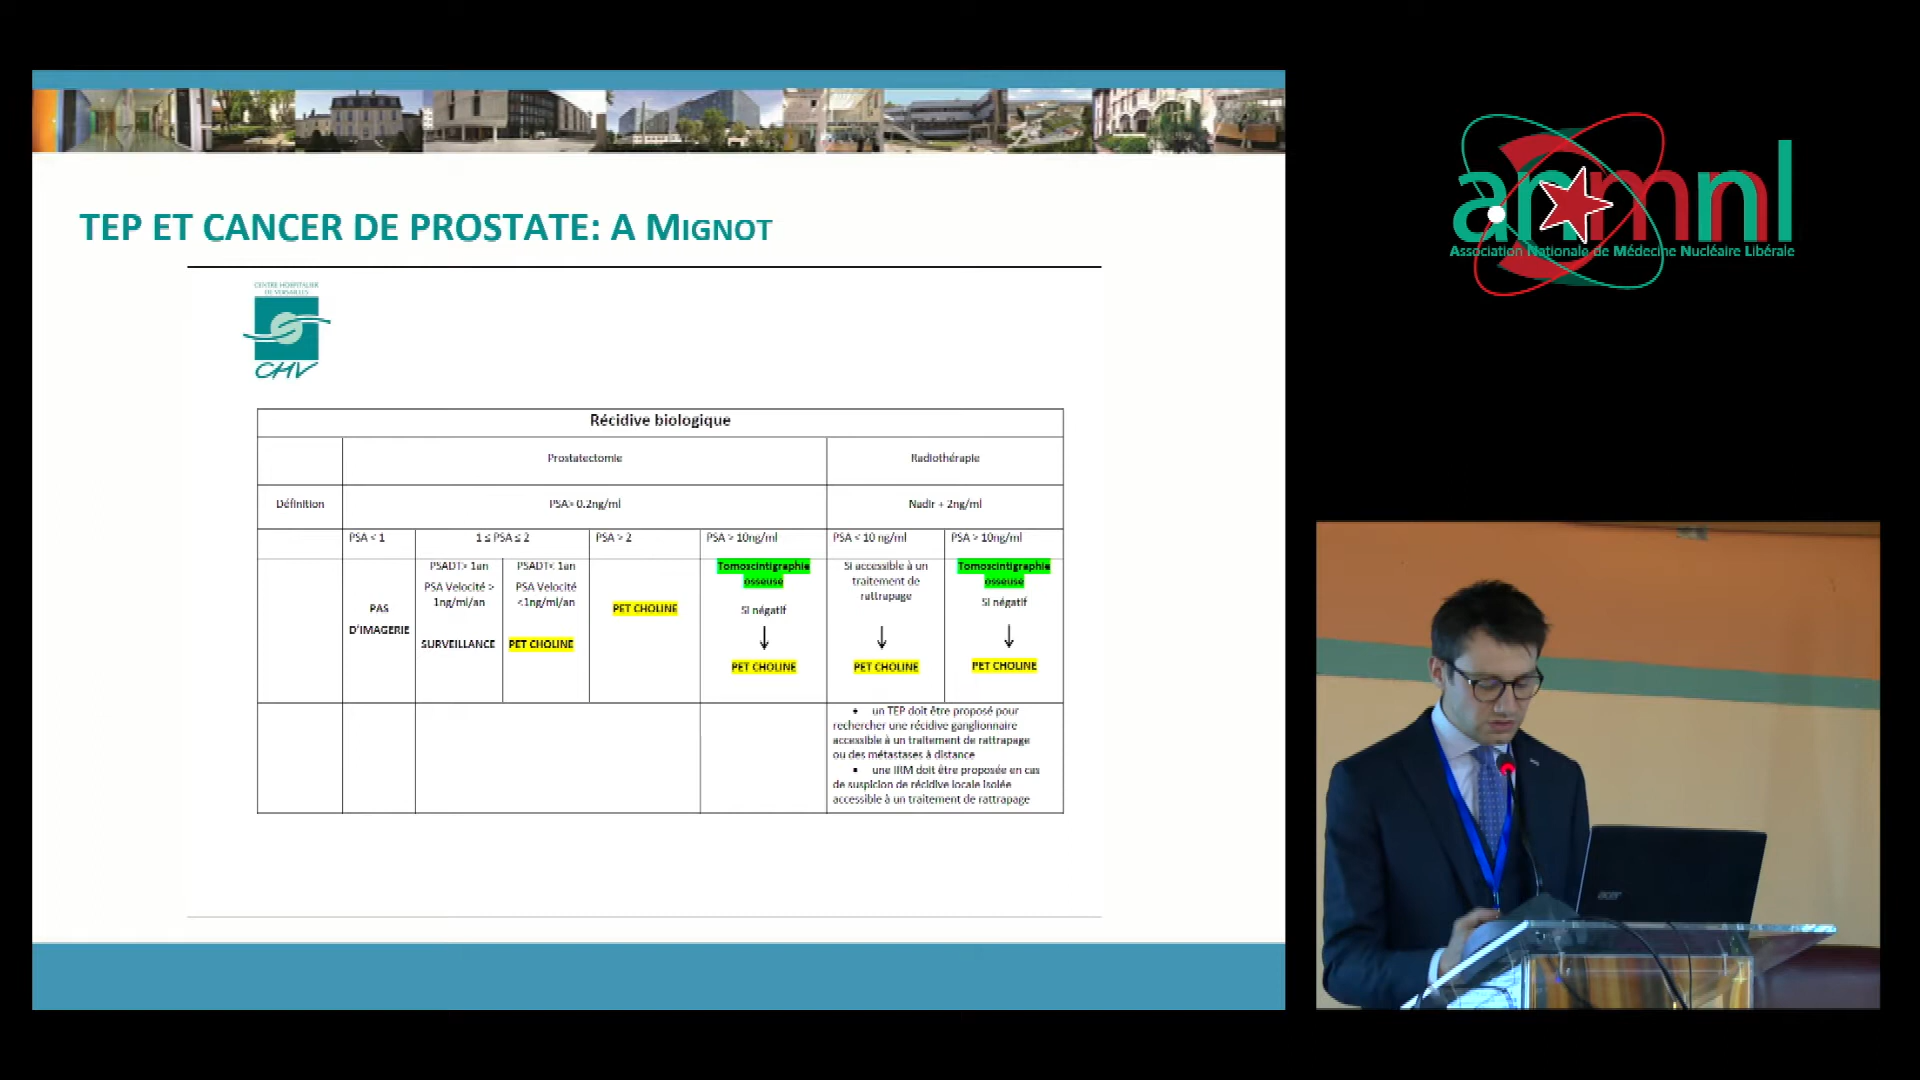 TEP ET CANCER DE PROSTATE: A MIGNOT
CENTRE HOSPITALIER
DE VERSAILLES
CHV
Récidive biologique
Prostatectomie
Radiothérapie
Définition
PSA> 0.2ng/ml
Nadir + 2ng/ml
PSA < 1
1 ≤ PSA ≤ 2
PSA > 2
PSA > 10ng/ml
PSA < 10 ng/ml
PSA > 10ng/ml
PAS
D'IMAGERIE
PSADT> 1an
PSA Velocité >
1ng/ml/an
SURVEILLANCE
PSADT< 1an
PSA Velocité
<1ng/ml/an
PET CHOLINE
PET CHOLINE
Tomoscintigraphie
osseuse
Si négatif
PET CHOLINE
Si accessible à un
traitement de
rattrapage
PET CHOLINE
Tomoscintigraphie
osseuse
Si négatif
PET CHOLINE
• un TEP doit être proposé pour
rechercher une récidive ganglionnaire
accessible à un traitement de rattrapage
ou des métastases à distance
• une IRM doit être proposée en cas
de suspicion de récidive locale isolée
accessible à un traitement de rattrapage
anmnl
Association Nationale de Médecine Nucléaire Libérale
acer